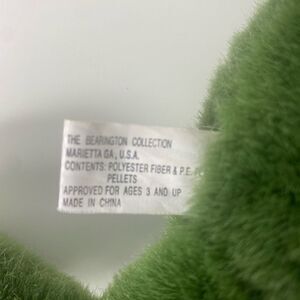 THE BEARINGTON COLLECTION
MARIETTA GA, U.S.A.
CONTENTS: POLYESTER FIBER & P.E.
PELLETS
APPROVED FOR AGES 3 AND UP
MADE IN CHINA